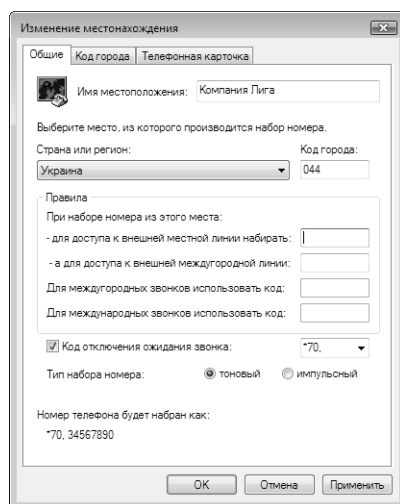 Изменение местонахождения
Общие Код города Телефонная карточка
Имя местоположения: Компания Лига
Выберите место, из которого производится набор номера.
Страна или регион: Код города:
Украина 044
Правила
При наборе номера из этого места:
- для доступа к внешней местной линии набирать:
- а для доступа к внешней междугородной линии:
Для междугородных звонков использовать код:
Для международных звонков использовать код:
Код отключения ожидания звонка: *70,
Тип набора номера: тоновый импульсный
Номер телефона будет набран как:
*70, 34567890
OK Отмена Применить